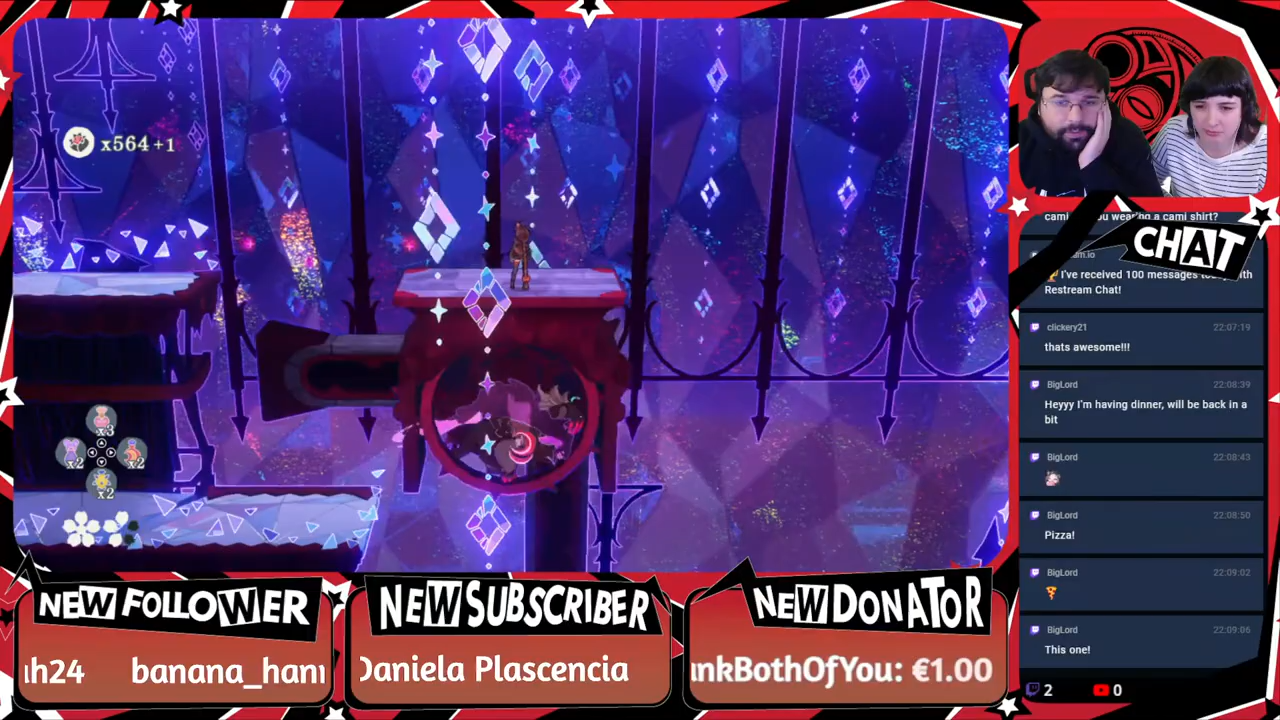 x564+1
x3
x2
x2
x2
CHAT
I've received 100 messages
Restream Chat!
clickery21 22:07:19
thats awesome!!!
BigLord 22:08:39
Heyyy I'm having dinner, will be back in a
bit
BigLord 22:08:43
BigLord 22:08:50
Pizza!
BigLord 22:09:02
BigLord 22:09:06
This one!
2 0
NEW FOLLOWER
banana_han
NEW SUBSCRIBER
Daniela Plascencia
NEW DONATOR
nkBothOfYou: €1.00